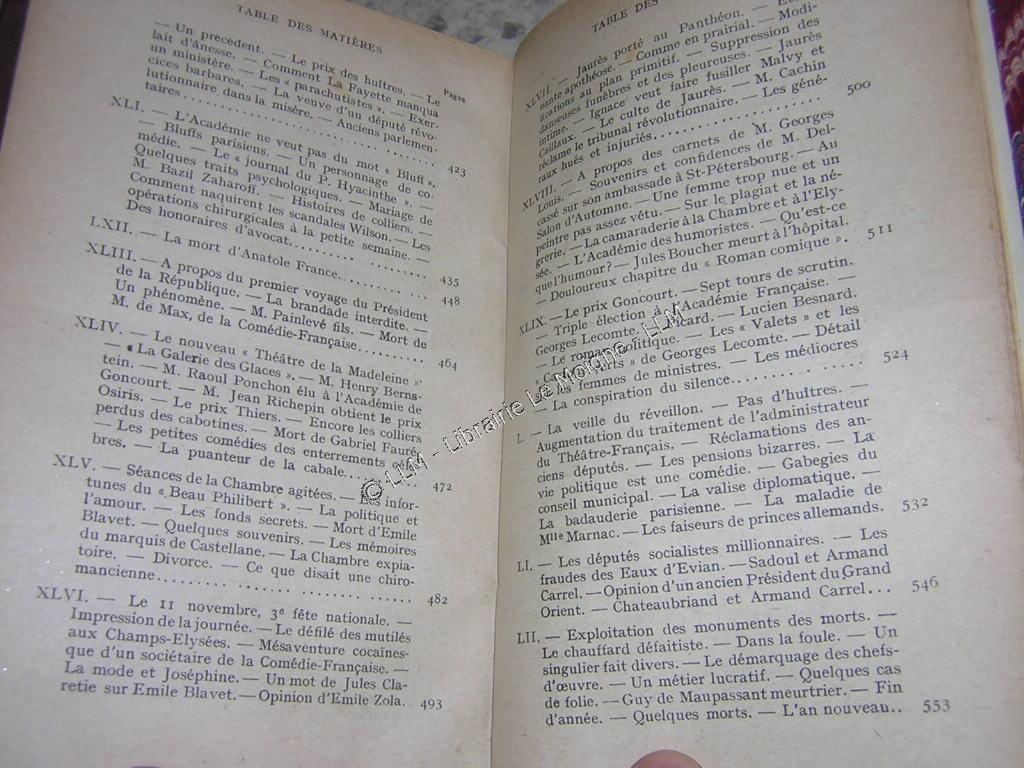 TABLE DES MATIÈRES
Pages
— Un précédent. — Le prix des huîtres. — Le
lait d'ânesse. — Comment La Fayette manqua
un ministère. — Les « parachutistes ». — Exer-
cices barbares. — La veuve d'un député révo-
lutionnaire dans la misère. — Anciens parlemen-
taires.......... 423
XLI. — L'Académie ne veut pas du mot « Bluff ».
— Bluffs parisiens. — Un personnage de co-
médie. — Le « journal du P. Hyacinthe ». —
Quelques traits psychologiques. — Mariage de
M. Bazil Zaharoff. — Histoires de colliers. —
Comment naquirent les scandales Wilson. — Les
opérations chirurgicales à la petite semaine. —
Des honoraires d'avocat.......... 435
LXII. — La mort d'Anatole France.......... 448
XLIII. — A propos du premier voyage du Président
de la République. — La brandade interdite. —
Un phénomène. — M. Painlevé fils. — Mort de
M. de Max, de la Comédie-Française.......... 464
XLIV. — Le nouveau « Théâtre de la Madeleine »
— « La Galerie des Glaces ». — M. Henry Berns-
tein. — M. Raoul Ponchon élu à l'Académie de
Goncourt. — M. Jean Richepin obtient le prix
Osiris. — Le prix Thiers. — Encore les colliers
perdus des cabotines. — Mort de Gabriel Fauré,
— Les petites comédies des enterrements
bres. — La puanteur de la cabale.......... 472
XLV. — Séances de la Chambre agitées. — Les infor-
tunes du « Beau Philibert ». — La politique et
l'amour. — Les fonds secrets. — Mort d'Emile
Blavet. — Quelques souvenirs. — Les mémoires
du marquis de Castellane. — La Chambre expia-
toire. — Divorce. — Ce que disait une chiro-
mancienne.......... 482
XLVI. — Le 11 novembre, 3e fête nationale. —
Impression de la journée. — Le défilé des mutilés
aux Champs-Elysées. — Mésaventure cocaïnes-
que d'un sociétaire de la Comédie-Française. —
La mode et Joséphine. — Un mot de Jules Cla-
retie sur Emile Blavet. — Opinion d'Emile Zola. 493
TABLE DES
XLVII. — Jaurès porté au Panthéon. —
nante apothéose. — Comme en prairial. — Modi-
fications au plan primitif. — Suppression des
danseuses funèbres et des pleureuses. — Jaurès
intime. — Ignace veut faire fusiller Malvy et
Caillaux. — Le culte de Jaurès. — M. Cachin
réclame le tribunal révolutionnaire. — Les géné-
raux hués et injuriés.......... 500
XLVIII. — A propos des carnets de M. Georges
Louis. — Souvenirs et confidences de M. Del-
cassé sur son ambassade à St-Pétersbourg. — Au
Salon d'Automne. — Une femme trop nue et un
peintre pas assez vêtu. — Sur le plagiat et la né-
grerie. — La camaraderie à la Chambre et à l'Ely-
sée. — L'Académie des humoristes. — Qu'est-ce
que l'humour? — Jules Boucher meurt à l'hôpital.
— Douloureux chapitre du « Roman comique ». 511
XLIX. — Le prix Goncourt. — Sept tours de scrutin.
— Triple élection à l'Académie Française. —
Georges Lecomte. — Picard. — Lucien Besnard.
— Le roman politique. — Les « Valets » et les
« Cartons verts » de Georges Lecomte. — Détail
— Les femmes de ministres. — Les médiocres
— La conspiration du silence.......... 524
L. — La veille du réveillon. — Pas d'huîtres. —
Augmentation du traitement de l'administrateur
du Théâtre-Français. — Réclamations des an-
ciens députés. — Les pensions bizarres. — La
vie politique est une comédie. — Gabegies du
conseil municipal. — La valise diplomatique. —
La badauderie parisienne. — La maladie de
Mlle Marnac. — Les faiseurs de princes allemands. 532
LI. — Les députés socialistes millionnaires. — Les
fraudes des Eaux d'Evian. — Sadoul et Armand
Carrel. — Opinion d'un ancien Président du Grand
Orient. — Chateaubriand et Armand Carrel... 546
LII. — Exploitation des monuments des morts. —
Le chauffard défaitiste. — Dans la foule. — Un
singulier fait divers. — Le démarquage des chefs-
d'œuvre. — Un métier lucratif. — Quelques cas
de folie. — Guy de Maupassant meurtrier. — Fin
d'année. — Quelques morts. — L'an nouveau.. 553
© LLM - Librairie Le Moigne - LLM